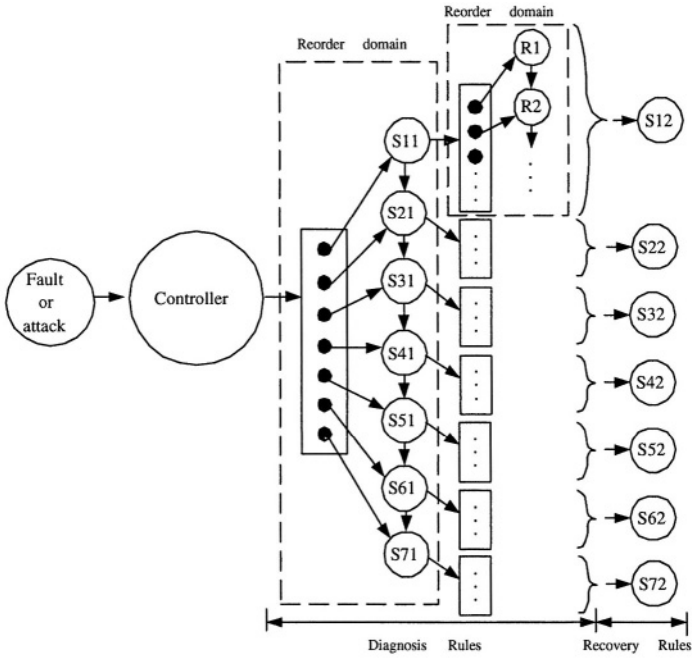 Reorder domain
Reorder domain
R1
R2
S11
S12
S21
S22
Fault
or
attack
Controller
S31
S32
S41
S42
S51
S52
S61
S62
S71
S72
Diagnosis Rules
Recovery Rules